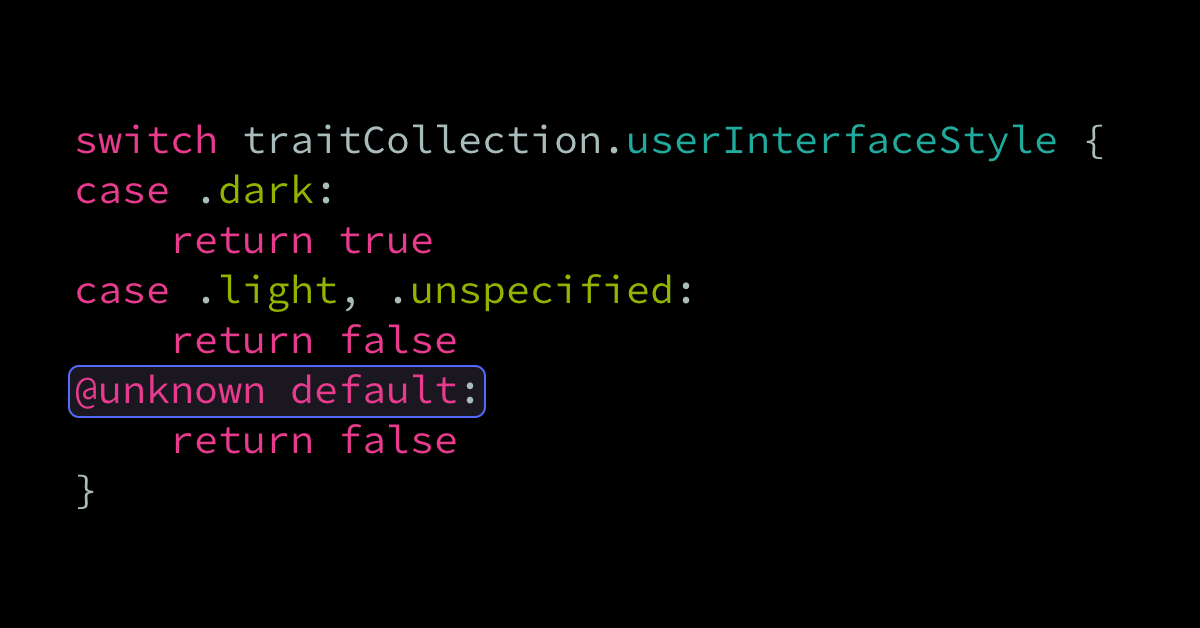 switch traitCollection.userInterfaceStyle {
case .dark:
    return true
case .light, .unspecified:
    return false
@unknown default:
    return false
}